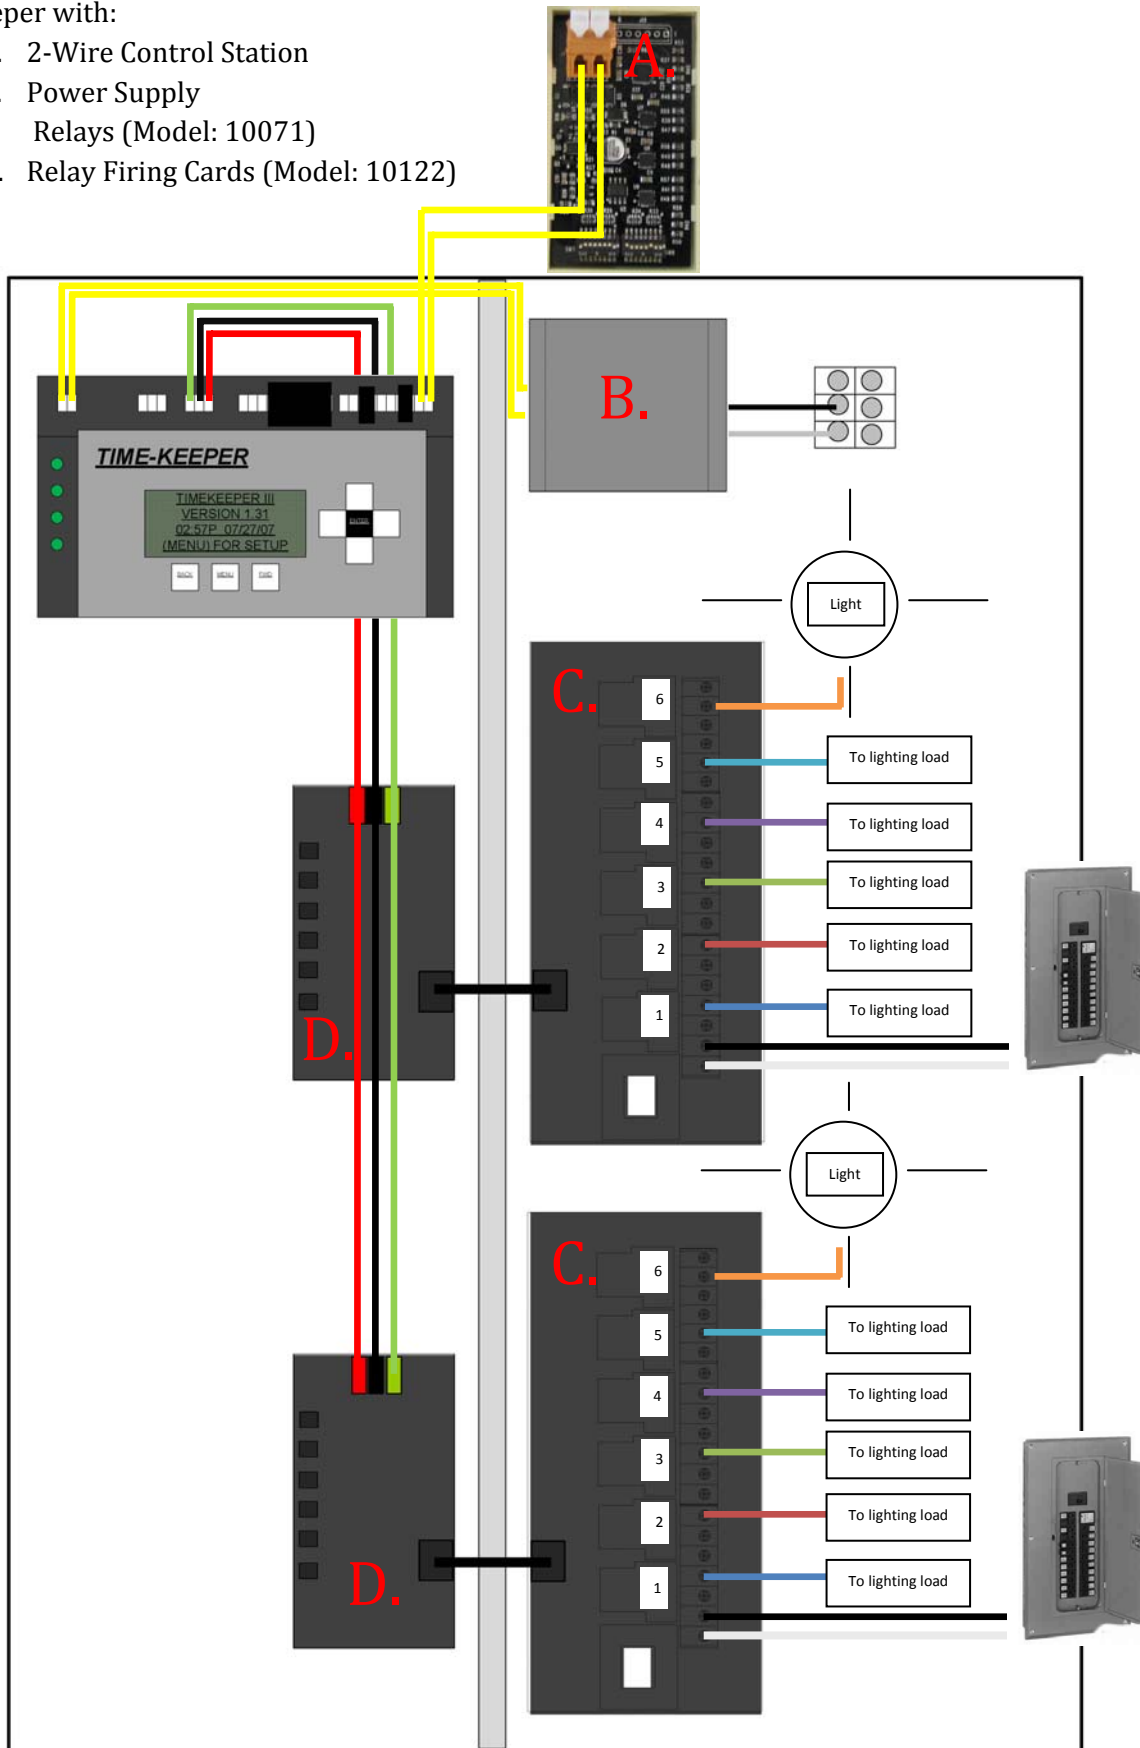 eper with:
. 2-Wire Control Station
. Power Supply
Relays (Model: 10071)
. Relay Firing Cards (Model: 10122)
A.
B.
TIME-KEEPER
TIMEKEEPER III
VERSION 1.31
02:57P 07/27/07
(MENU) FOR SETUP
ENTER
BACK MENU
Light
C.
6
5 To lighting load
4 To lighting load
3 To lighting load
2 To lighting load
1 To lighting load
D.
Light
C.
6
5 To lighting load
4 To lighting load
3 To lighting load
2 To lighting load
1 To lighting load
D.